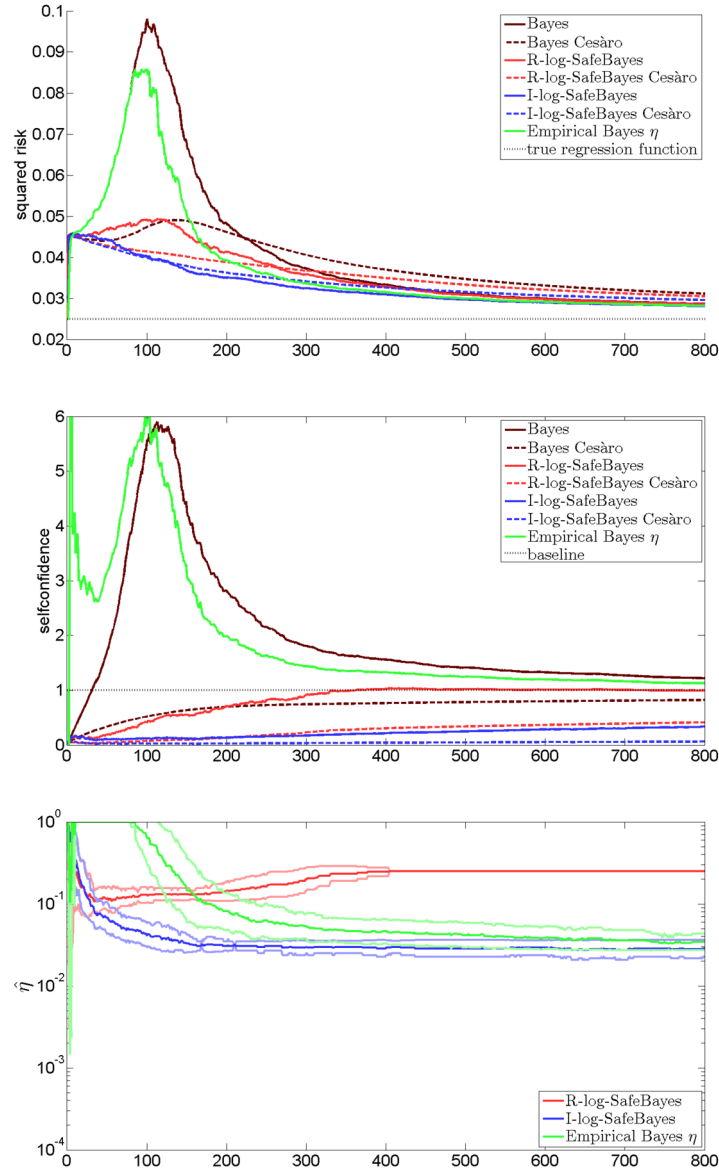 0.1
0.09
0.08
0.07
0.06
0.05
0.04
0.03
0.02
squared risk
0 100 200 300 400 500 600 700 800
Bayes
Bayes Cesàro
R-log-SafeBayes
R-log-SafeBayes Cesàro
I-log-SafeBayes
I-log-SafeBayes Cesàro
Empirical Bayes η
true regression function
6
5
4
3
2
1
0
selfconfidence
0 100 200 300 400 500 600 700 800
Bayes
Bayes Cesàro
R-log-SafeBayes
R-log-SafeBayes Cesàro
I-log-SafeBayes
I-log-SafeBayes Cesàro
Empirical Bayes η
baseline
10⁰
10⁻¹
10⁻²
10⁻³
10⁻⁴
η̂
0 100 200 300 400 500 600 700 800
R-log-SafeBayes
I-log-SafeBayes
Empirical Bayes η